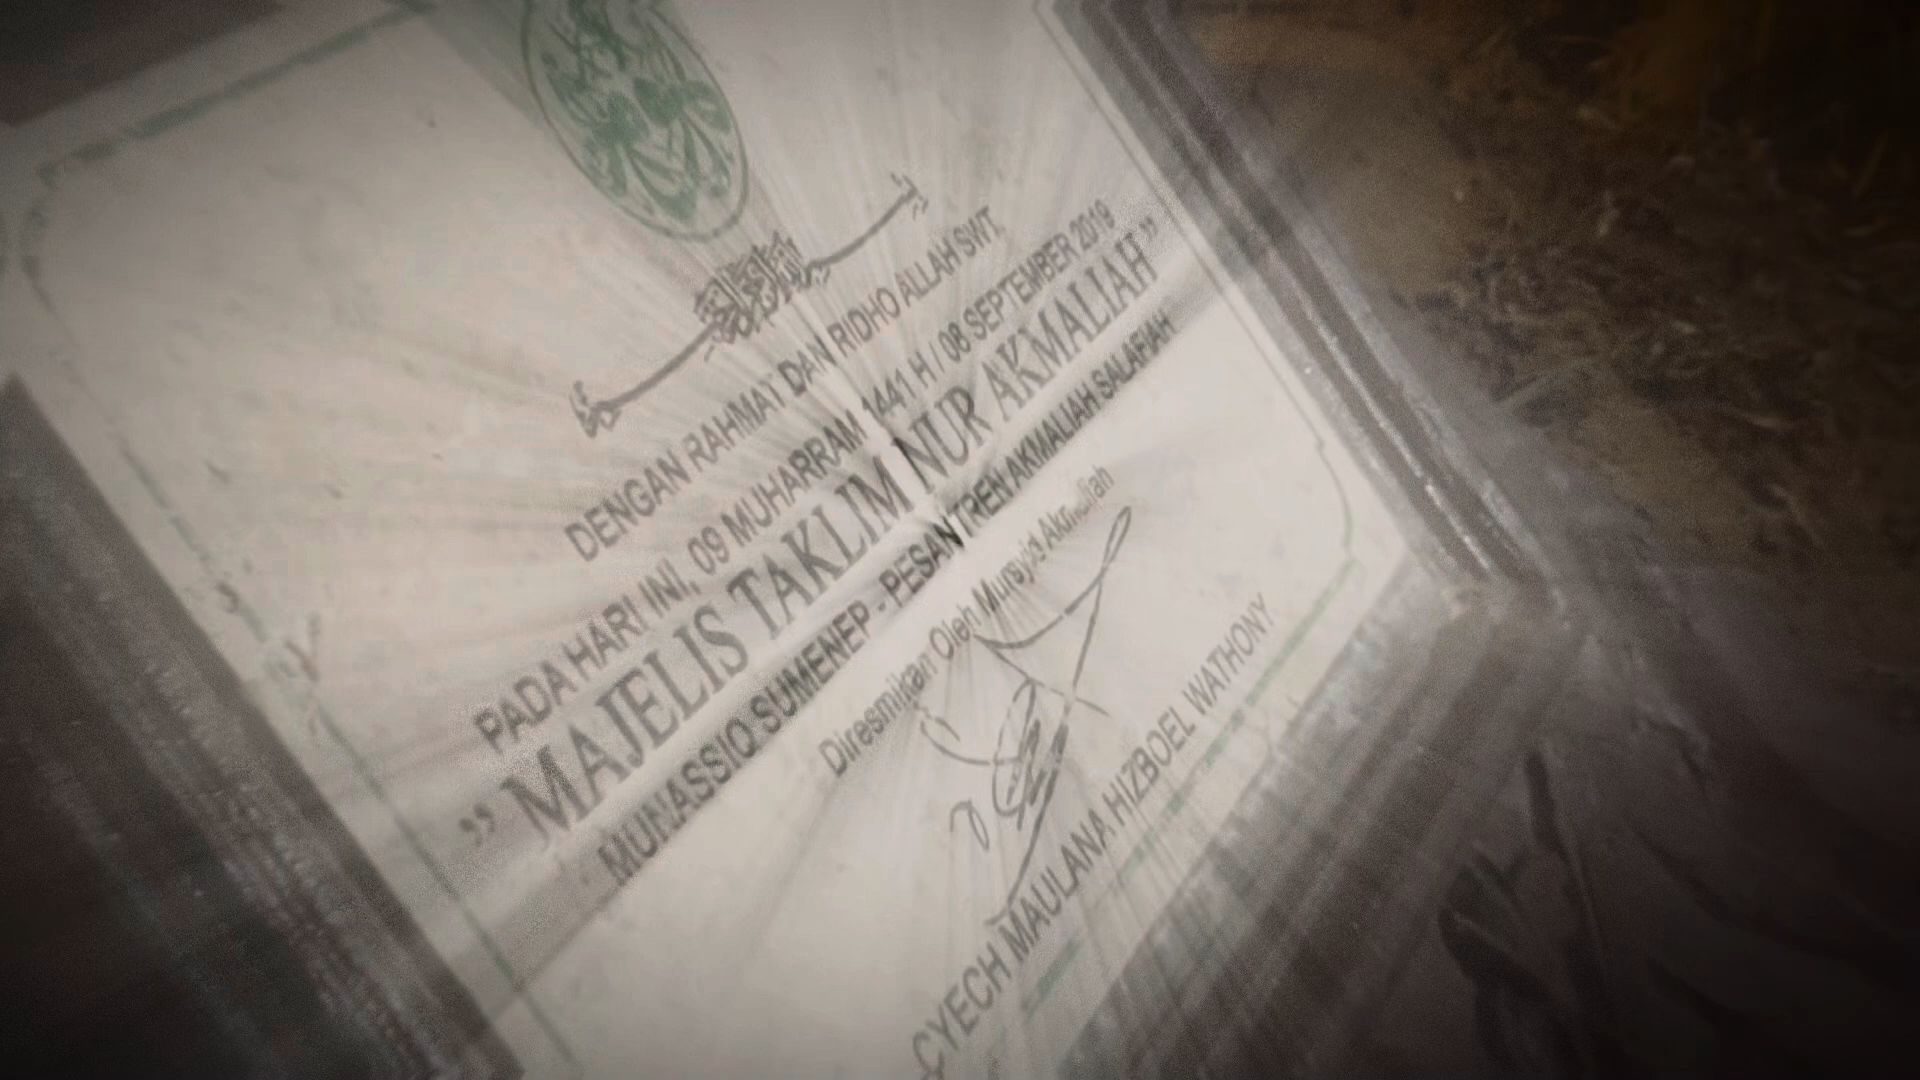 DENGAN RAHMAT DAN RIDHO ALLAH SWT.
PADA HARI INI, 09 MUHARRAM 1441 H / 08 SEPTEMBER 2019
” MAJELIS TAKLIM NUR AKMALIAH ”
MUNASSIQ SUMENEP - PESANTREN AKMALIAH SALAFIAH
Diresmikan Oleh Mursyid Akmaliah
CYECH MAULANA HIZBOEL WATHONY